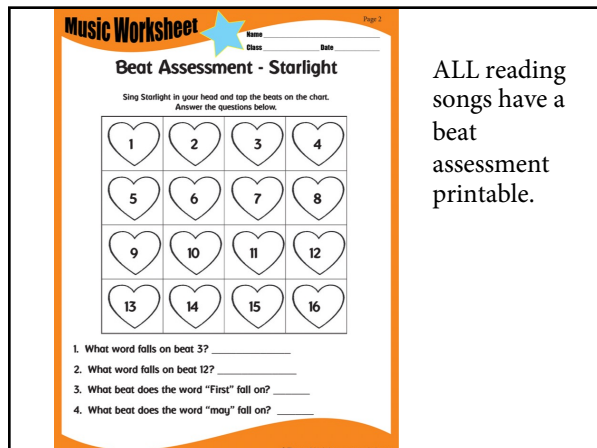 Music Worksheet
Page 2
Name
Class Date
Beat Assessment - Starlight
Sing Starlight in your head and tap the beats on the chart.
Answer the questions below.
1 2 3 4
5 6 7 8
9 10 11 12
13 14 15 16
1. What word falls on beat 3?
2. What word falls on beat 12?
3. What beat does the word "First" fall on?
4. What beat does the word "may" fall on?
ALL reading
songs have a
beat
assessment
printable.